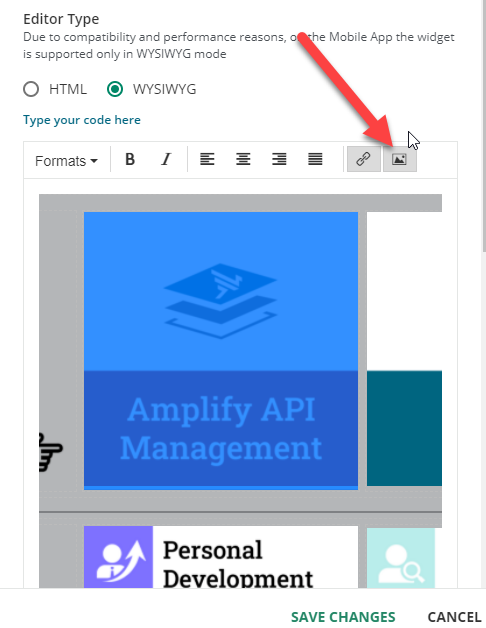 Editor Type
Due to compatibility and performance reasons, on the Mobile App the widget
is supported only in WYSIWYG mode
HTML WYSIWYG
Type your code here
Formats B I
Amplify API
Management
Personal
Development
SAVE CHANGES CANCEL